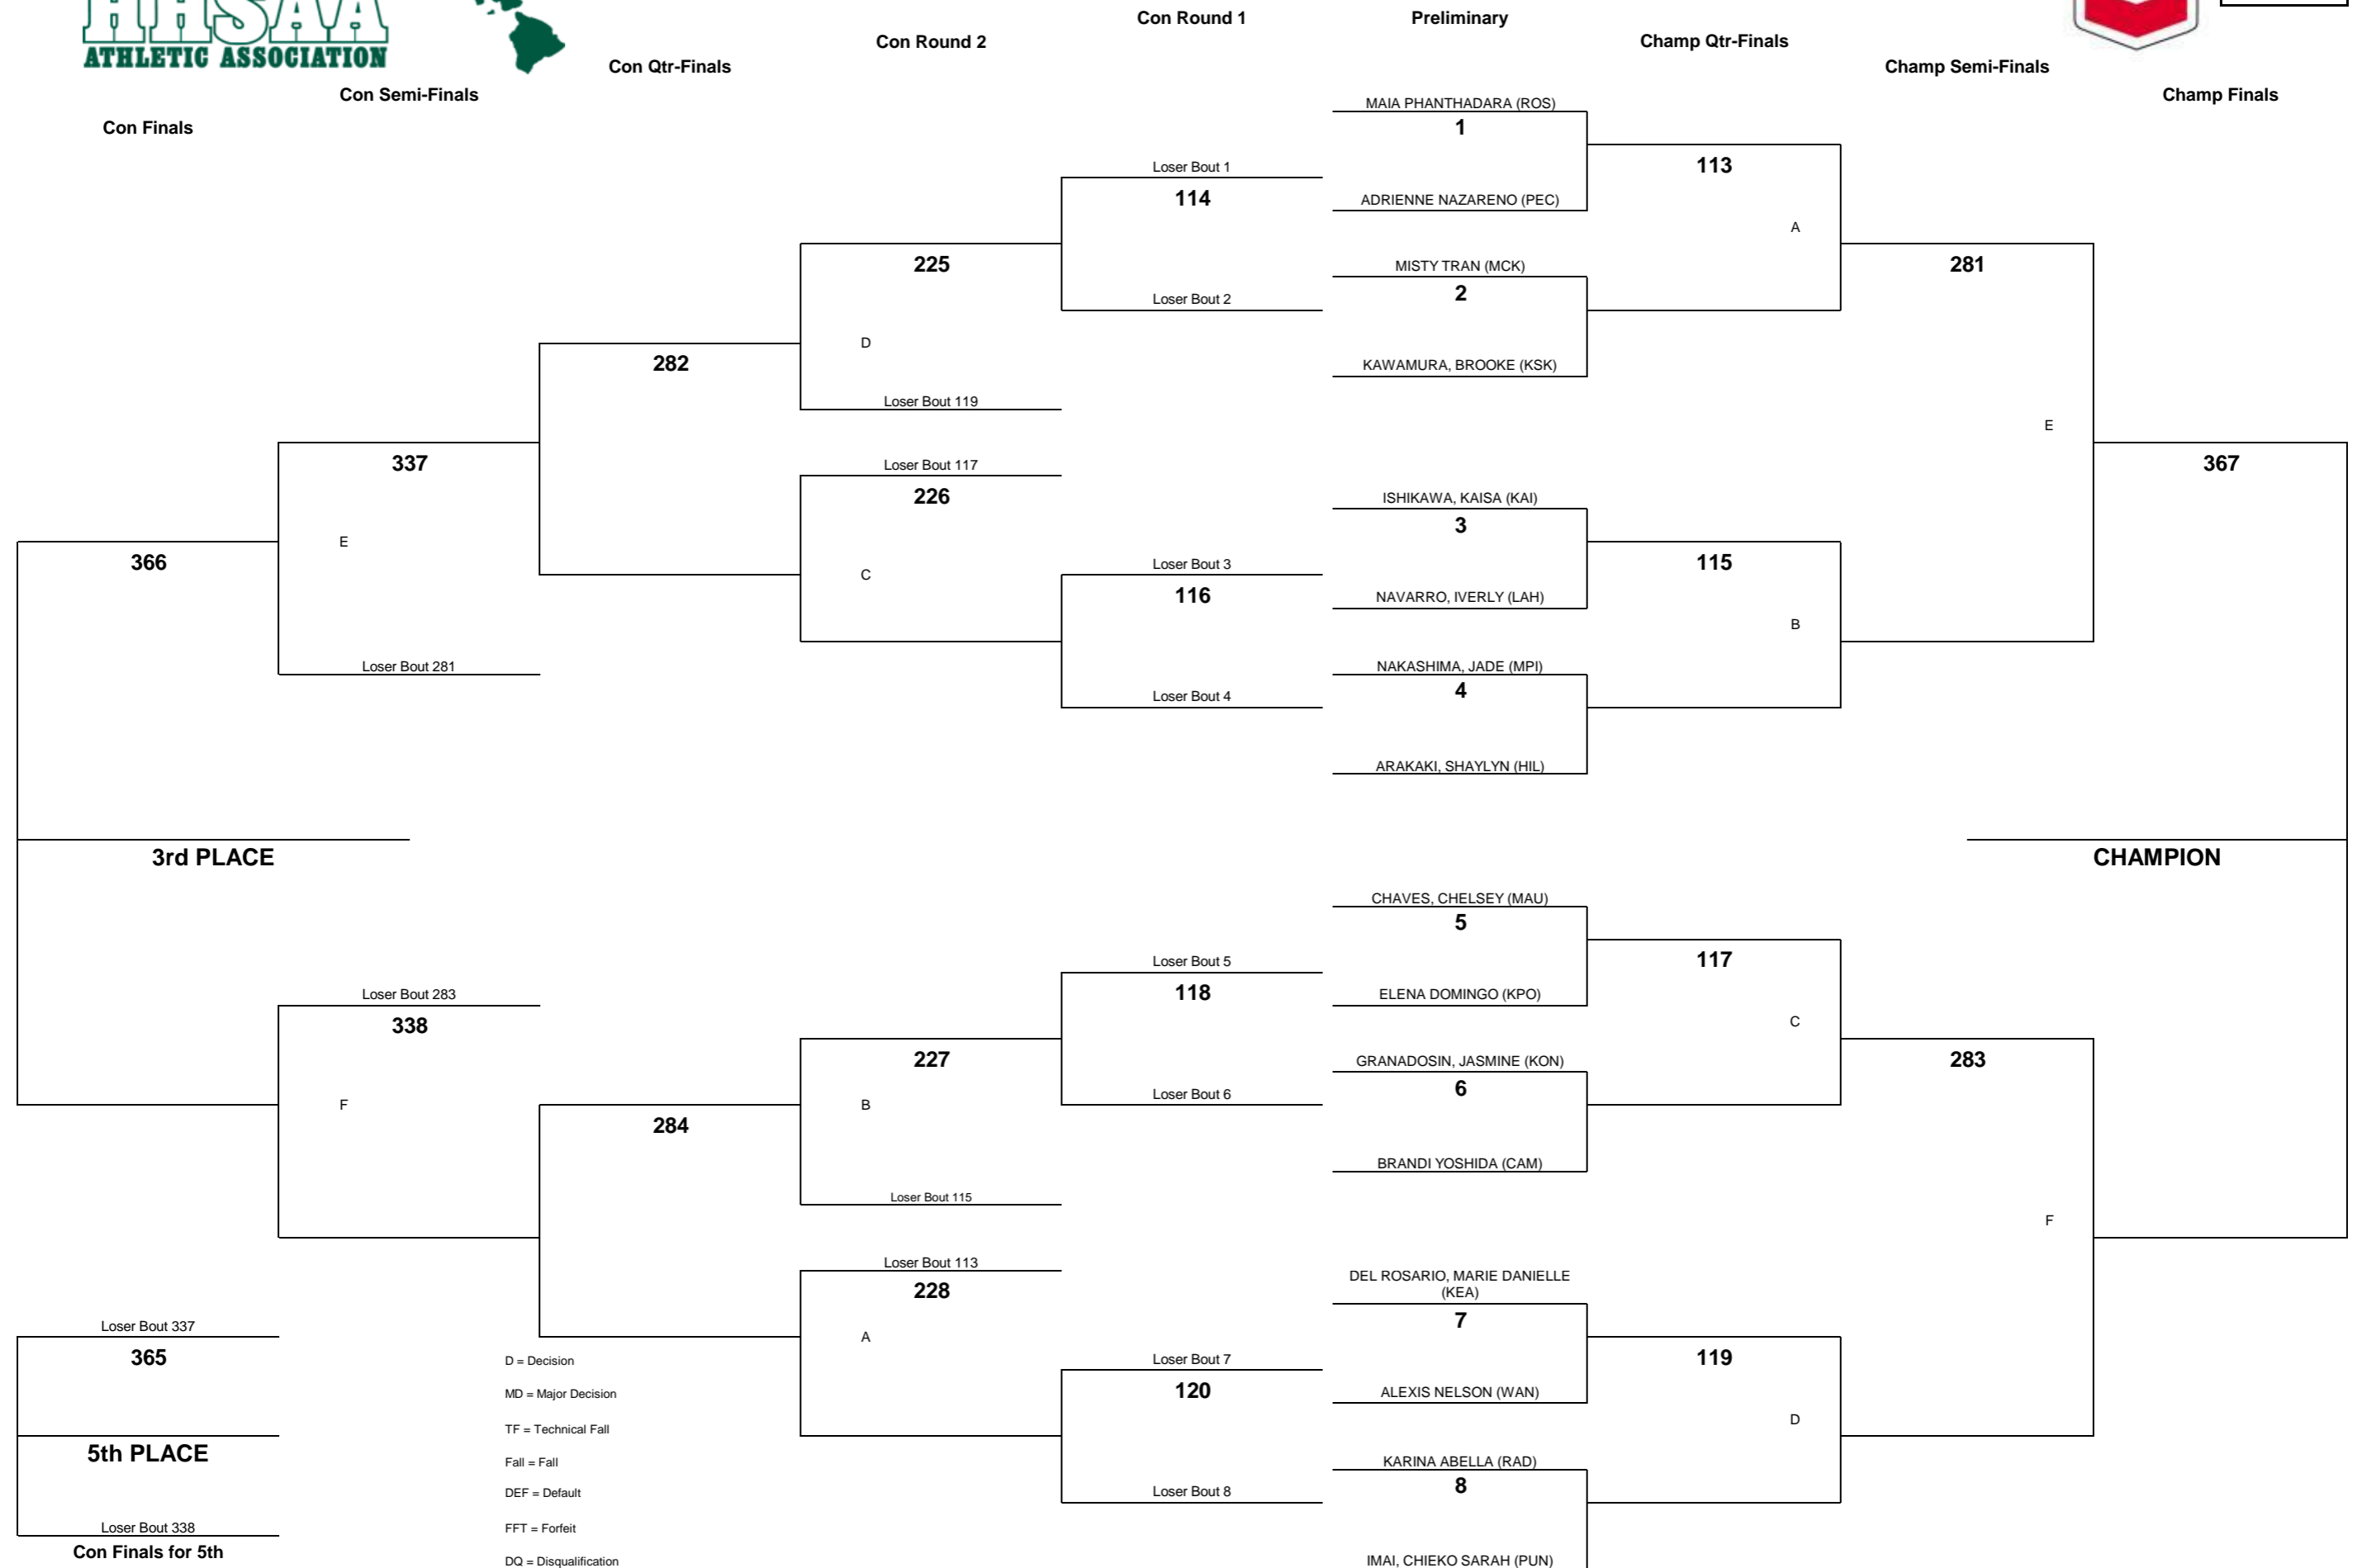 HHSAA
ATHLETIC ASSOCIATION
Con Finals
Con Semi-Finals
Con Qtr-Finals
Con Round 2
Con Round 1
Preliminary
Champ Qtr-Finals
Champ Semi-Finals
Champ Finals
MAIA PHANTHADARA (ROS)
1
Loser Bout 1
113
114
ADRIENNE NAZARENO (PEC)
A
225
MISTY TRAN (MCK)
281
2
Loser Bout 2
D
282
KAWAMURA, BROOKE (KSK)
Loser Bout 119
E
337
Loser Bout 117
367
226
ISHIKAWA, KAISA (KAI)
3
E
366
Loser Bout 3
115
C
116
NAVARRO, IVERLY (LAH)
B
Loser Bout 281
NAKASHIMA, JADE (MPI)
4
Loser Bout 4
ARAKAKI, SHAYLYN (HIL)
3rd PLACE
CHAMPION
CHAVES, CHELSEY (MAU)
5
Loser Bout 5
117
Loser Bout 283
118
ELENA DOMINGO (KPO)
338
C
227
GRANADOSIN, JASMINE (KON)
283
6
Loser Bout 6
F
B
284
BRANDI YOSHIDA (CAM)
Loser Bout 115
F
Loser Bout 113
228
DEL ROSARIO, MARIE DANIELLE
(KEA)
7
Loser Bout 337
A
365
D = Decision
Loser Bout 7
119
MD = Major Decision
120
ALEXIS NELSON (WAN)
TF = Technical Fall
D
5th PLACE
Fall = Fall
KARINA ABELLA (RAD)
8
DEF = Default
Loser Bout 8
Loser Bout 338
FFT = Forfeit
Con Finals for 5th
DQ = Disqualification
IMAI, CHIEKO SARAH (PUN)